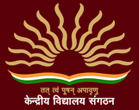 तत् त्वं पूषन् अपावृणु
केन्द्रीय विद्यालय संगठन